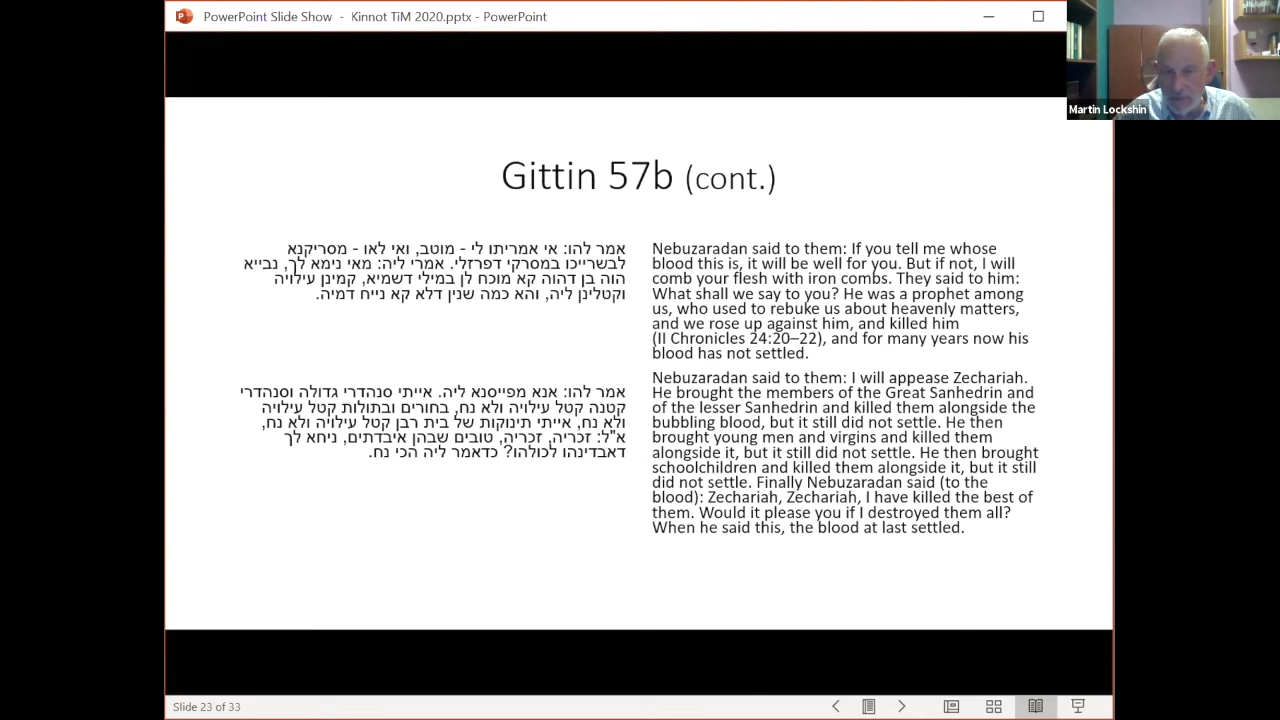 PowerPoint Slide Show - Kinnot TiM 2020.pptx - PowerPoint
Martin Lockshin
Gittin 57b (cont.)
אמר להו: אי אמריתו לי - מוטב, ואי לאו - מסריקנא
לבשרייכו במסרקי דפרזלי. אמרי ליה: מאי נימא לך, נבייא
הוה בן דהוה קא מוכח לן במילי דשמיא, קמינן עילויה
וקטלינן ליה, והא כמה שנין דלא קא נייח דמיה.
אמר להו: אנא מפייסנא ליה. אייתי סנהדרי גדולה וסנהדרי
קטנה קטל עילויה ולא נח, בחורים ובתולות קטל עילויה
ולא נח, אייתי תינוקות של בית רבן קטל עילויה ולא נח,
א"ל: זכריה, זכריה, טובים שבהן איבדתים, ניחא לך
דאבדינהו לכולהו? כדאמר ליה הכי נח.
Nebuzaradan said to them: If you tell me whose
blood this is, it will be well for you. But if not, I will
comb your flesh with iron combs. They said to him:
What shall we say to you? He was a prophet among
us, who used to rebuke us about heavenly matters,
and we rose up against him, and killed him
(II Chronicles 24:20–22), and for many years now his
blood has not settled.
Nebuzaradan said to them: I will appease Zechariah.
He brought the members of the Great Sanhedrin and
of the lesser Sanhedrin and killed them alongside the
bubbling blood, but it still did not settle. He then
brought young men and virgins and killed them
alongside it, but it still did not settle. He then brought
schoolchildren and killed them alongside it, but it still
did not settle. Finally Nebuzaradan said (to the
blood): Zechariah, Zechariah, I have killed the best of
them. Would it please you if I destroyed them all?
When he said this, the blood at last settled.
Slide 23 of 33